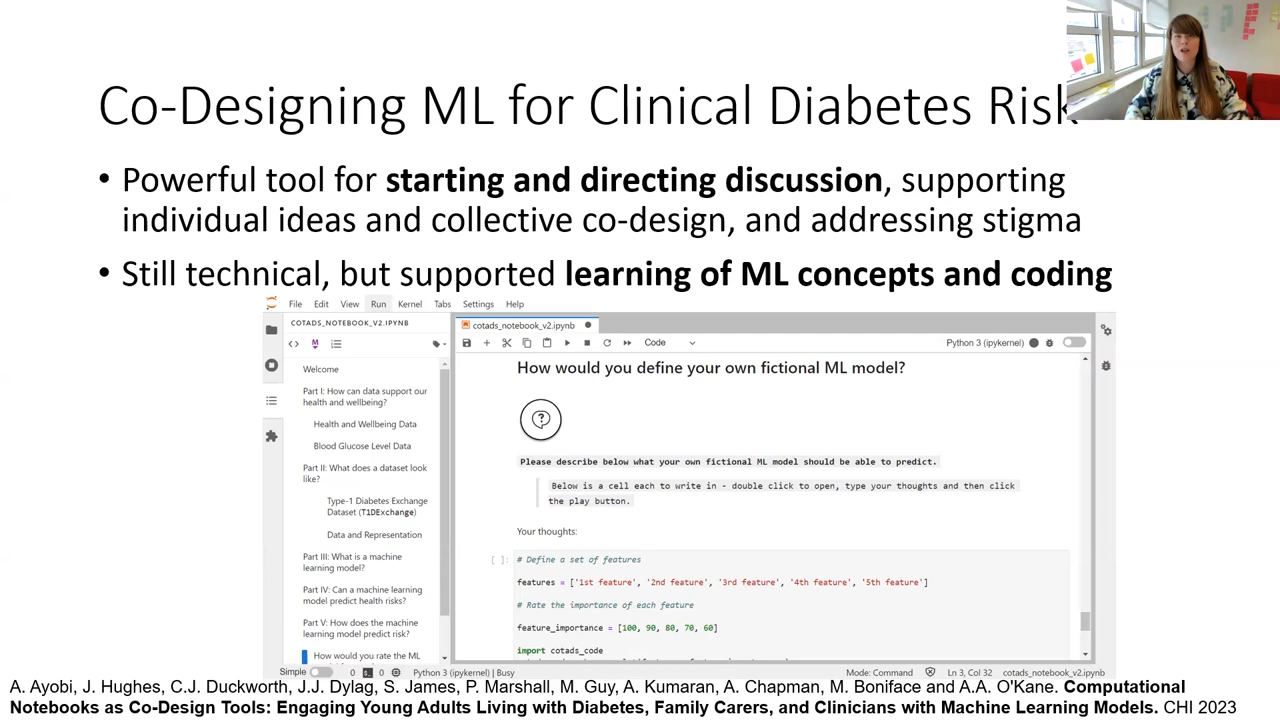 Co-Designing ML for Clinical Diabetes Risk
• Powerful tool for starting and directing discussion, supporting
individual ideas and collective co-design, and addressing stigma
• Still technical, but supported learning of ML concepts and coding
File Edit View Run Kernel Tabs Settings Help
COTADS_NOTEBOOK_V2.IPYNB
cotads_notebook_v2.ipynb
Code
Python 3 (ipykernel)
Welcome
Part I: How can data support our
health and wellbeing?
Health and Wellbeing Data
Blood Glucose Level Data
Part II: What does a dataset look
like?
Type-1 Diabetes Exchange
Dataset (T1DExchange)
Data and Representation
Part III: What is a machine
learning model?
Part IV: Can a machine learning
model predict health risks?
Part V: How does the machine
learning model predict risk?
How would you rate the ML
How would you define your own fictional ML model?
Please describe below what your own fictional ML model should be able to predict.
Below is a cell each to write in - double click to open, type your thoughts and then click
the play button.
Your thoughts:
[ ]:
# Define a set of features
features = ['1st feature', '2nd feature', '3rd feature', '4th feature', '5th feature']
# Rate the importance of each feature
feature_importance = [100, 90, 80, 70, 60]
import cotads_code
Simple 0 0 Python 3 (ipykernel) | Busy
Mode: Command Ln 3, Col 32 cotads_notebook_v2.ipynb
A. Ayobi, J. Hughes, C.J. Duckworth, J.J. Dylag, S. James, P. Marshall, M. Guy, A. Kumaran, A. Chapman, M. Boniface and A.A. O'Kane. Computational
Notebooks as Co-Design Tools: Engaging Young Adults Living with Diabetes, Family Carers, and Clinicians with Machine Learning Models. CHI 2023